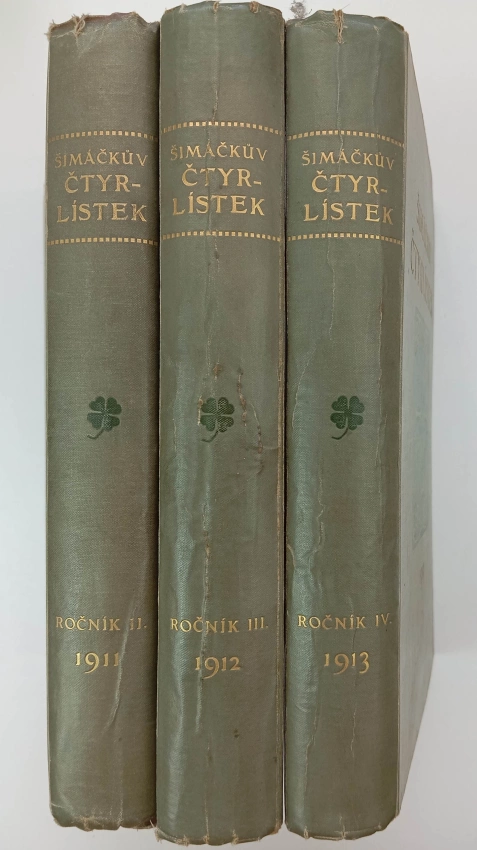 ŠIMÁČKŮV
ČTYR-
LÍSTEK
ROČNÍK II.
1911
ŠIMÁČKŮV
ČTYR-
LÍSTEK
ROČNÍK III.
1912
ŠIMÁČKŮV
ČTYR-
LÍSTEK
ROČNÍK IV.
1913